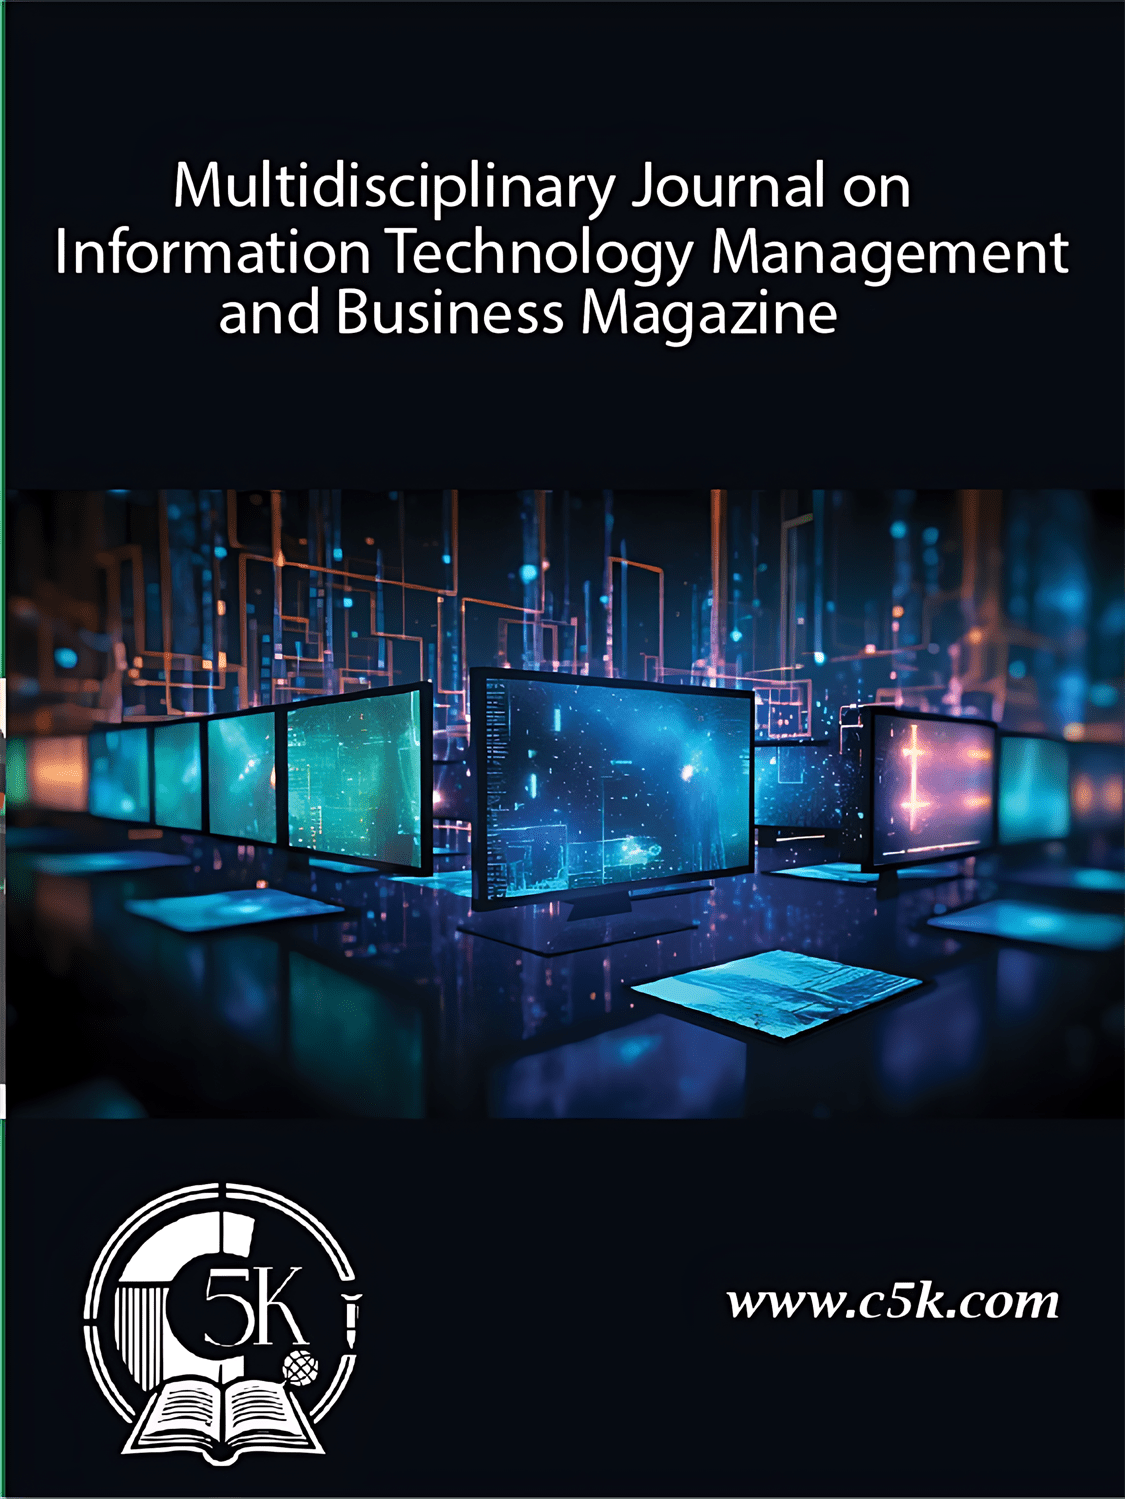 Multidisciplinary Journal on
Information Technology Management
and Business Magazine
5K
www.c5k.com